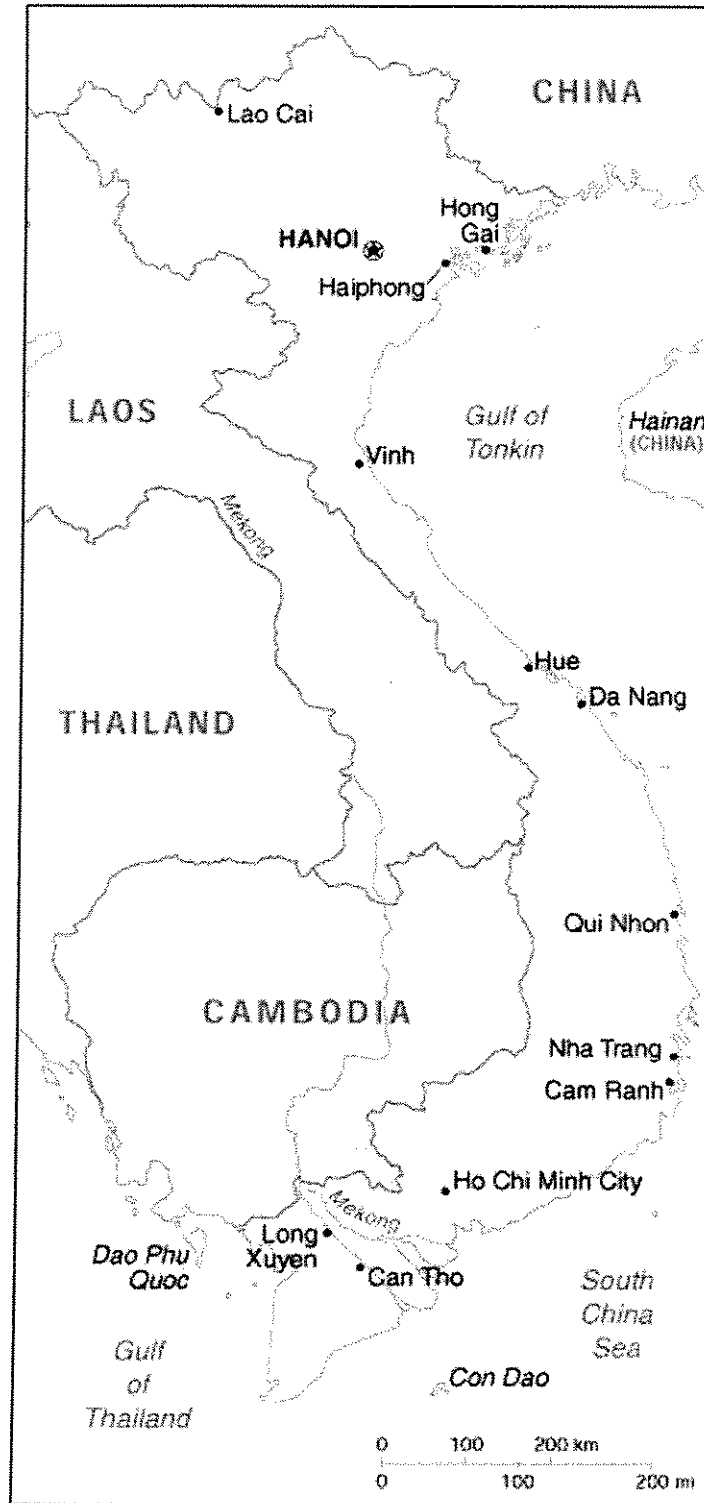 CHINA
Lao Cai
Hong
Gai
HANOI
Haiphong
LAOS
Gulf of
Tonkin
Hainan
(CHINA)
Vinh
Mekong
Hue
Da Nang
THAILAND
Qui Nhon
CAMBODIA
Nha Trang
Cam Ranh
Ho Chi Minh City
Mekong
Long
Xuyen
Dao Phu
Quoc
Can Tho
South
China
Sea
Gulf
of
Thailand
Con Dao
0 100 200 km
0 100 200 mi